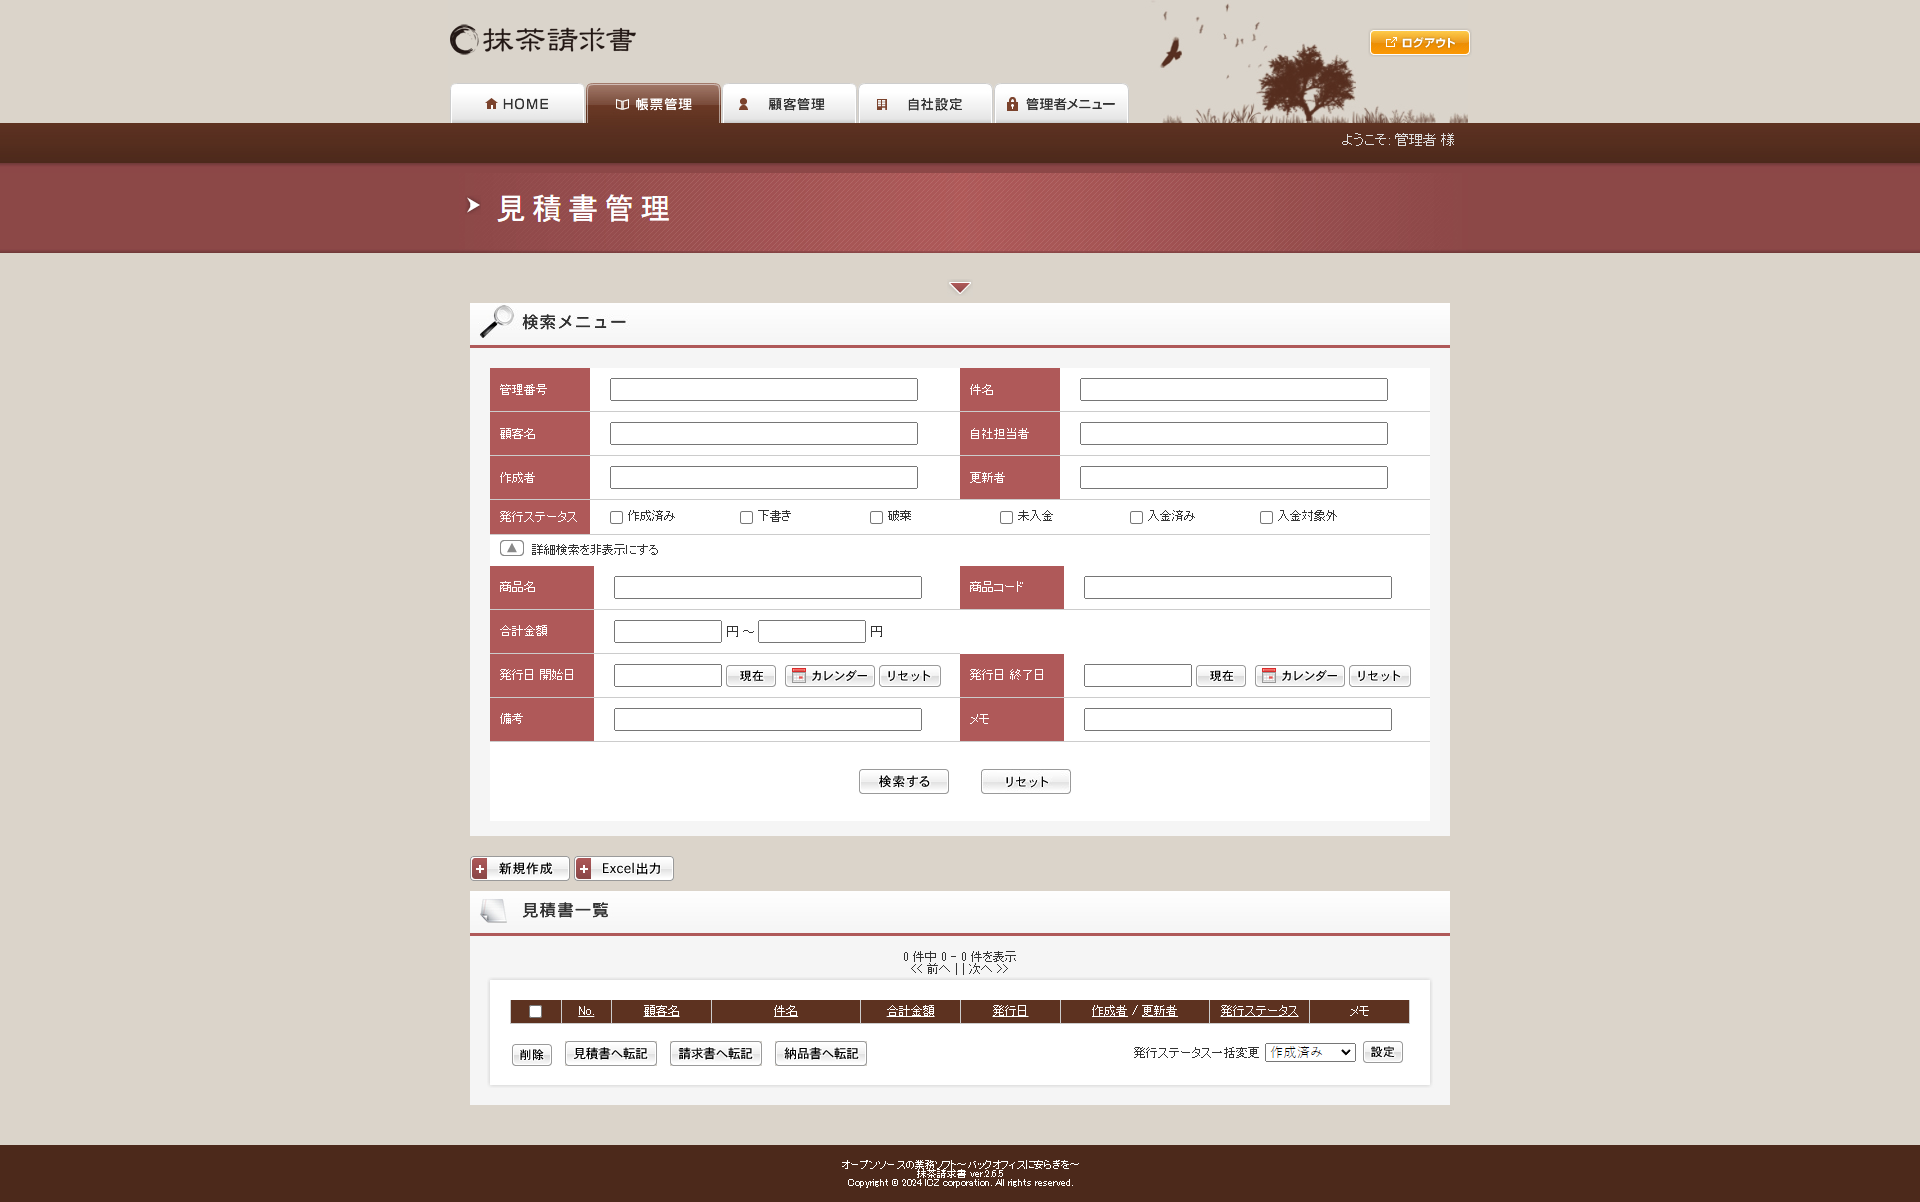 抹茶請求書
ログアウト
HOME 帳票管理 顧客管理 自社設定 管理者メニュー
ようこそ: 管理者 様
見積書管理
検索メニュー
管理番号 件名
顧客名 自社担当者
作成者 更新者
発行ステータス 作成済み 下書き 破棄 未入金 入金済み 入金対象外
詳細検索を非表示にする
商品名 商品コード
合計金額 円 ～ 円
発行日 開始日 現在 カレンダー リセット 発行日 終了日 現在 カレンダー リセット
備考 メモ
検索する リセット
新規作成 Excel出力
見積書一覧
0 件中 0 - 0 件を表示
<< 前へ | | 次へ >>
No. 顧客名 件名 合計金額 発行日 作成者 / 更新者 発行ステータス メモ
削除 見積書へ転記 請求書へ転記 納品書へ転記 発行ステータス一括変更 作成済み 設定
オープンソースの業務ソフト～バックオフィスに安らぎを～
抹茶請求書 ver.2.6.5
Copyright © 2024 ICZ corporation. All rights reserved.